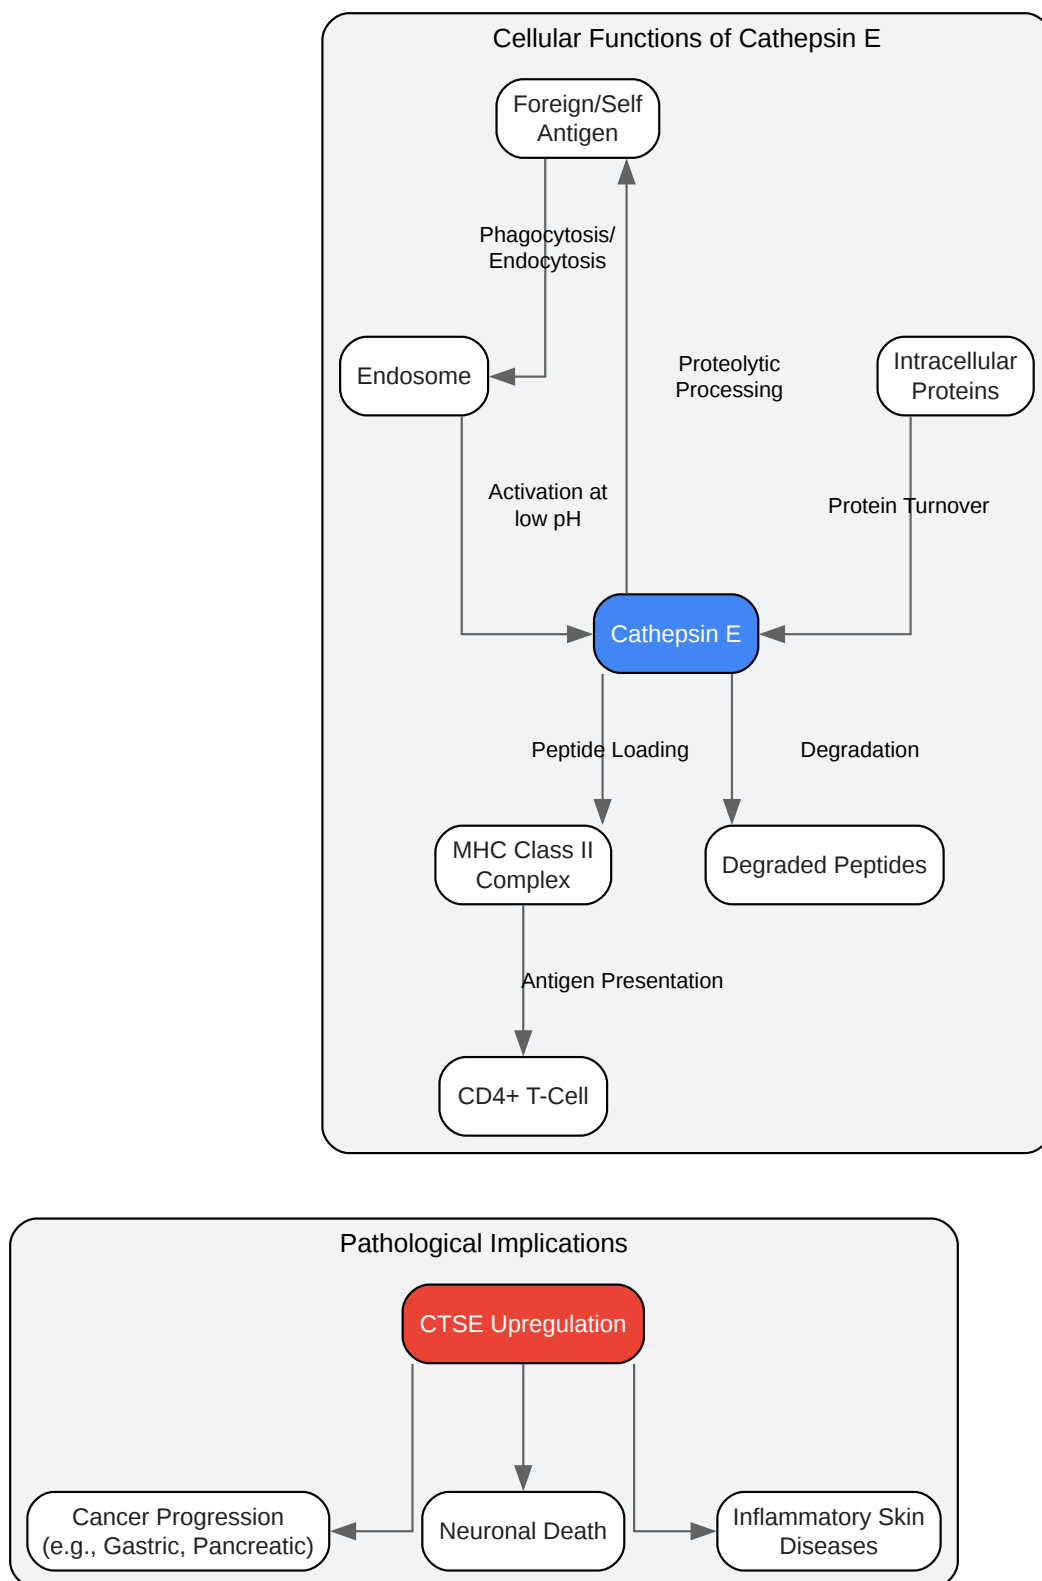 Cellular Functions of Cathepsin E
Foreign/Self
Antigen
Phagocytosis/
Endocytosis
Endosome
Proteolytic
Processing
Intracellular
Proteins
Activation at
low pH
Protein Turnover
Cathepsin E
Peptide Loading
Degradation
MHC Class II
Complex
Degraded Peptides
Antigen Presentation
CD4+ T-Cell
Pathological Implications
CTSE Upregulation
Cancer Progression
(e.g., Gastric, Pancreatic)
Neuronal Death
Inflammatory Skin
Diseases